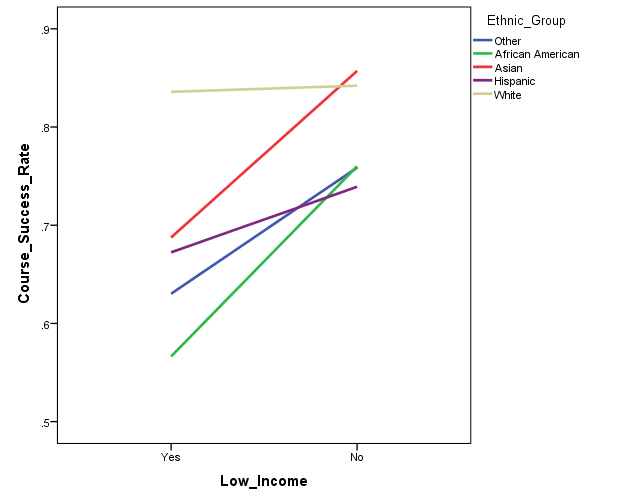 Ethnic_Group
Other
African American
Asian
Hispanic
White
.9
.8
.7
.6
.5
Course_Success_Rate
Yes
No
Low_Income